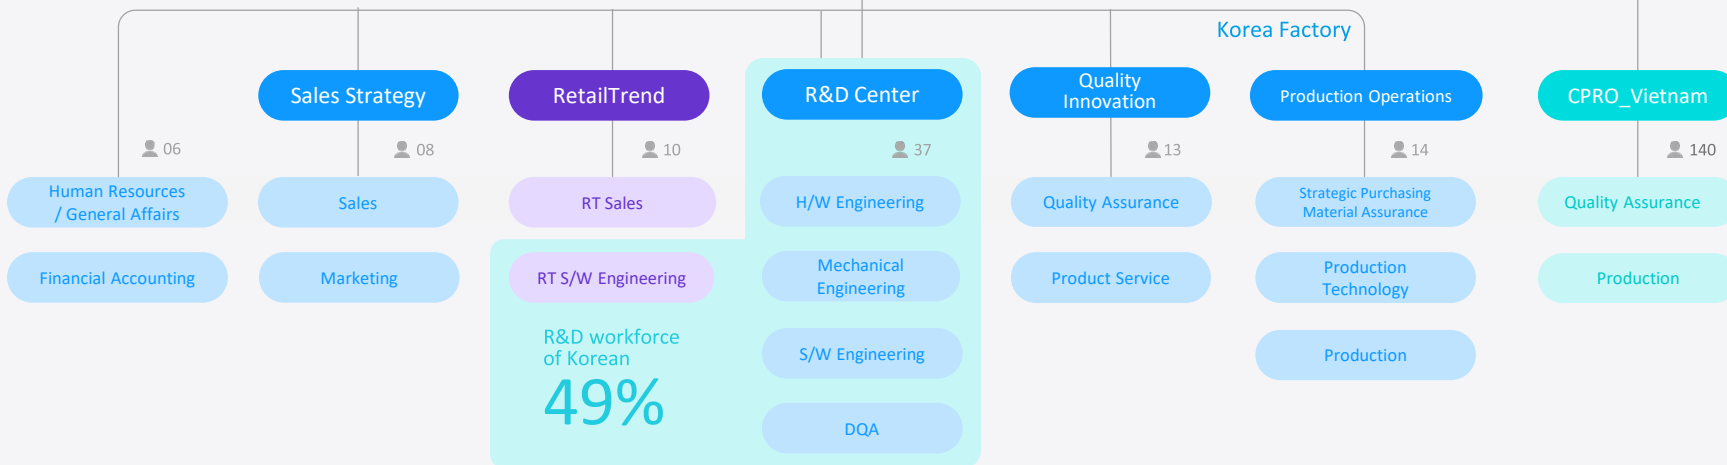 Korea Factory
Sales Strategy
RetailTrend
R&D Center
Quality
Innovation
Production Operations
CPRO_Vietnam
06
08
10
37
13
14
140
Human Resources
/ General Affairs
Sales
RT Sales
H/W Engineering
Quality Assurance
Strategic Purchasing
Material Assurance
Quality Assurance
Financial Accounting
Marketing
RT S/W Engineering
Mechanical
Engineering
Product Service
Production
Technology
Production
R&D workforce
of Korean
49%
S/W Engineering
Production
DQA